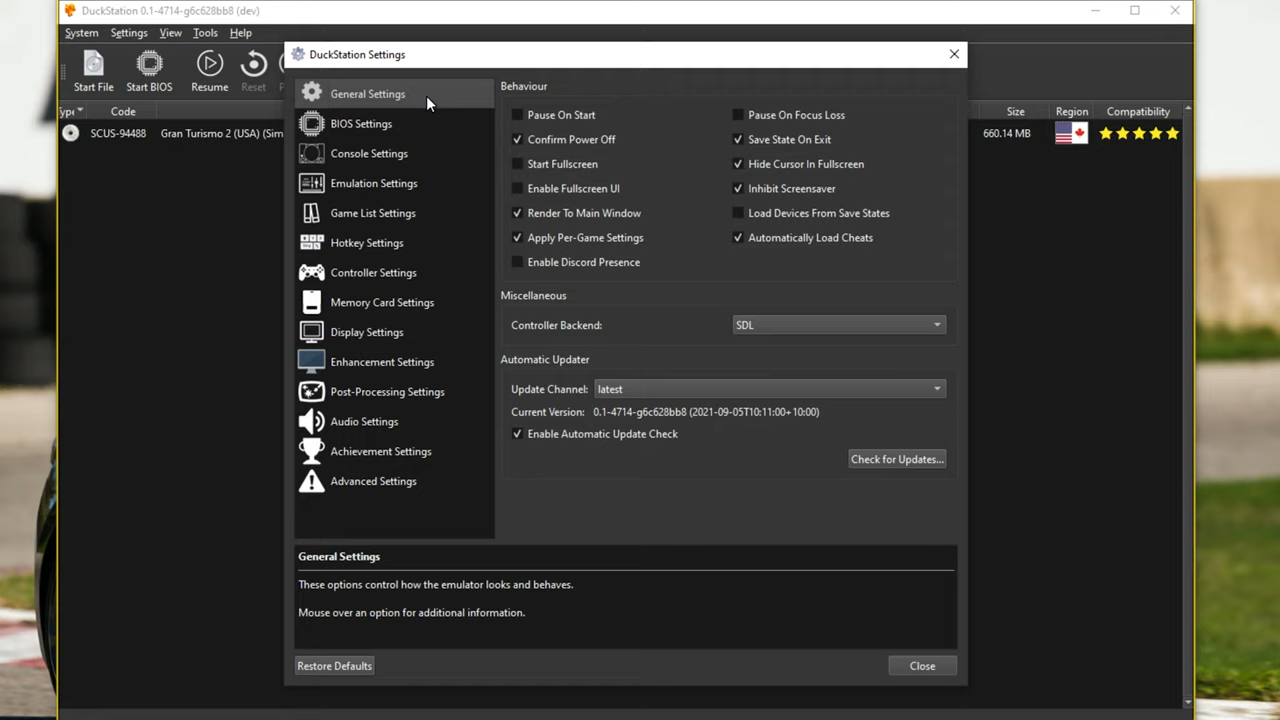 DuckStation 0.1-4714-g6c628bb8 (dev)
System Settings View Tools Help
Start File Start BIOS Resume Reset
Code Size Region Compatibility
SCUS-94488 Gran Turismo 2 (USA) (Sim 660.14 MB
DuckStation Settings
General Settings
BIOS Settings
Console Settings
Emulation Settings
Game List Settings
Hotkey Settings
Controller Settings
Memory Card Settings
Display Settings
Enhancement Settings
Post-Processing Settings
Audio Settings
Achievement Settings
Advanced Settings
Behaviour
Pause On Start Pause On Focus Loss
Confirm Power Off Save State On Exit
Start Fullscreen Hide Cursor In Fullscreen
Enable Fullscreen UI Inhibit Screensaver
Render To Main Window Load Devices From Save States
Apply Per-Game Settings Automatically Load Cheats
Enable Discord Presence
Miscellaneous
Controller Backend: SDL
Automatic Updater
Update Channel: latest
Current Version: 0.1-4714-g6c628bb8 (2021-09-05T10:11:00+10:00)
Enable Automatic Update Check
Check for Updates...
General Settings
These options control how the emulator looks and behaves.
Mouse over an option for additional information.
Restore Defaults Close